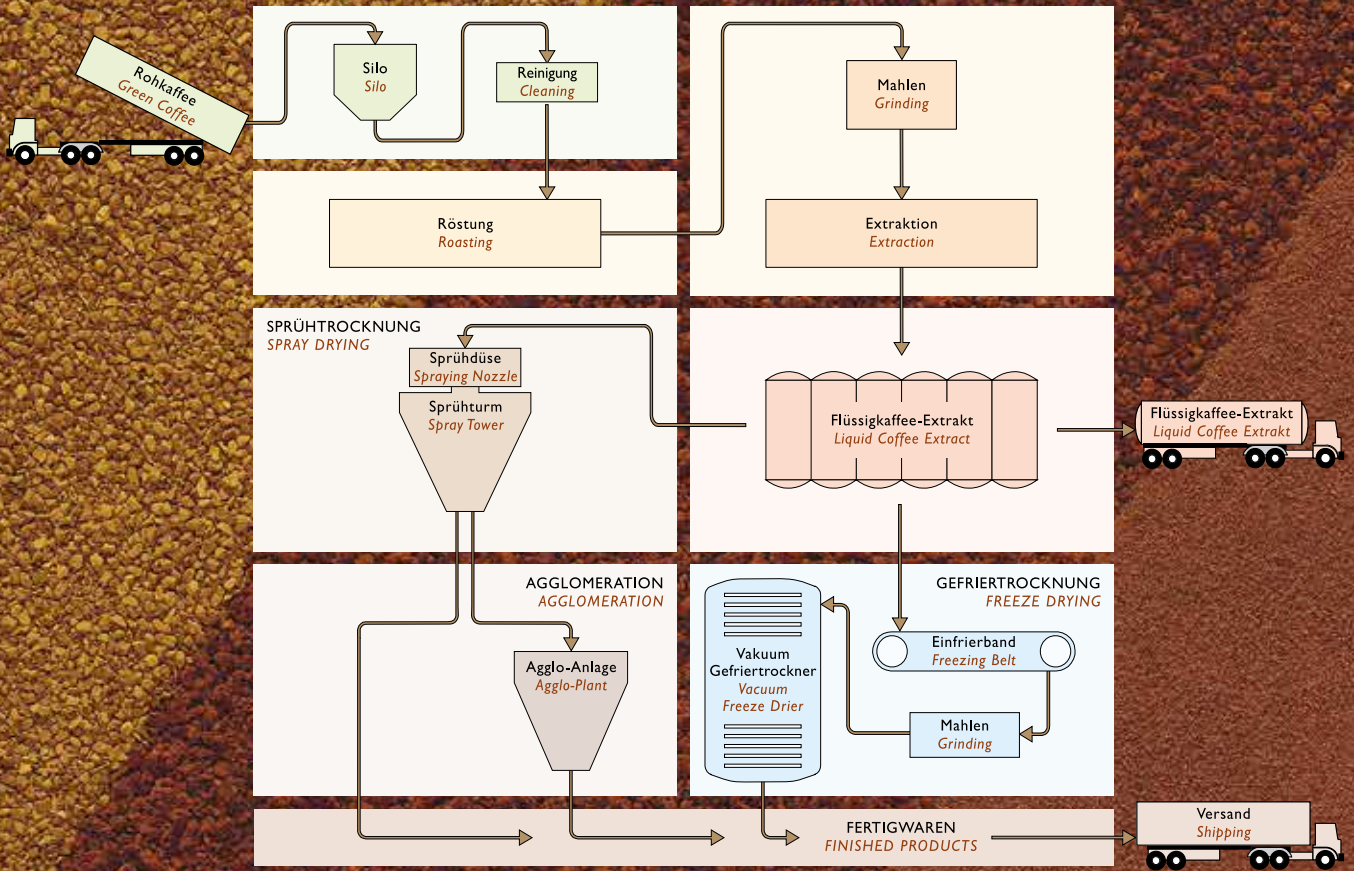 Rohkaffee
Green Coffee
Silo
Silo
Reinigung
Cleaning
Mahlen
Grinding
Röstung
Roasting
Extraktion
Extraction
SPRÜHTROCKNUNG
SPRAY DRYING
Sprühdüse
Spraying Nozzle
Sprühturm
Spray Tower
Flüssigkaffee-Extrakt
Liquid Coffee Extract
Flüssigkaffee-Extrakt
Liquid Coffee Extrakt
AGGLOMERATION
AGGLOMERATION
Agglo-Anlage
Agglo-Plant
GEFRIERTROCKNUNG
FREEZE DRYING
Einfrierband
Freezing Belt
Vakuum
Gefriertrockner
Vacuum
Freeze Drier
Mahlen
Grinding
FERTIGWAREN
FINISHED PRODUCTS
Versand
Shipping